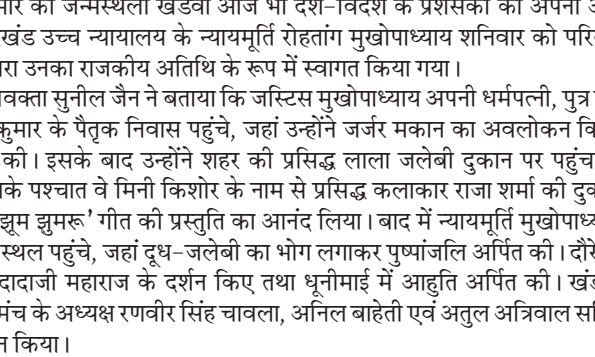 मार की जन्मस्थली खंडवा आज भी देश-विदेश के प्रशंसकों को अपनी
खंड उच्च न्यायालय के न्यायमूर्ति रोहतांग मुखोपाध्याय शनिवार को परि
रा उनका राजकीय अतिथि के रूप में स्वागत किया गया।
वक्ता सुनील जैन ने बताया कि जस्टिस मुखोपाध्याय अपनी धर्मपत्नी, पुत्र
कुमार के पैतृक निवास पहुंचे, जहां उन्होंने जर्जर मकान का अवलोकन कि
की। इसके बाद उन्होंने शहर की प्रसिद्ध लाला जलेबी दुकान पर पहुंच
के पश्चात वे मिनी किशोर के नाम से प्रसिद्ध कलाकार राजा शर्मा की दुक
झूम झुमरू' गीत की प्रस्तुति का आनंद लिया। बाद में न्यायमूर्ति मुखोपाध्य
स्थल पहुंचे, जहां दूध-जलेबी का भोग लगाकर पुष्पांजलि अर्पित की। दौरे
दादाजी महाराज के दर्शन किए तथा धूनीमाई में आहुति अर्पित की। खंड
मंच के अध्यक्ष रणवीर सिंह चावला, अनिल बाहेती एवं अतुल अत्रिवाल सहि
न किया।